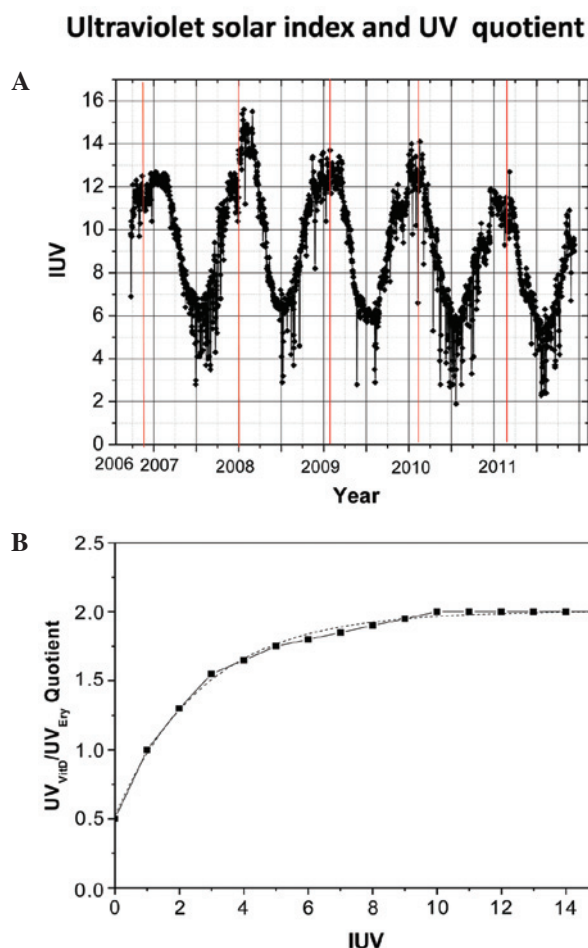 Ultraviolet solar index and UV quotient
A
16
14
12
10
8
6
4
2
0
IUV
2006 2007 2008 2009 2010 2011
Year
B
2.5
2.0
1.5
1.0
0.5
0.0
UV_VitD/UV_Ery Quotient
0 2 4 6 8 10 12 14
IUV